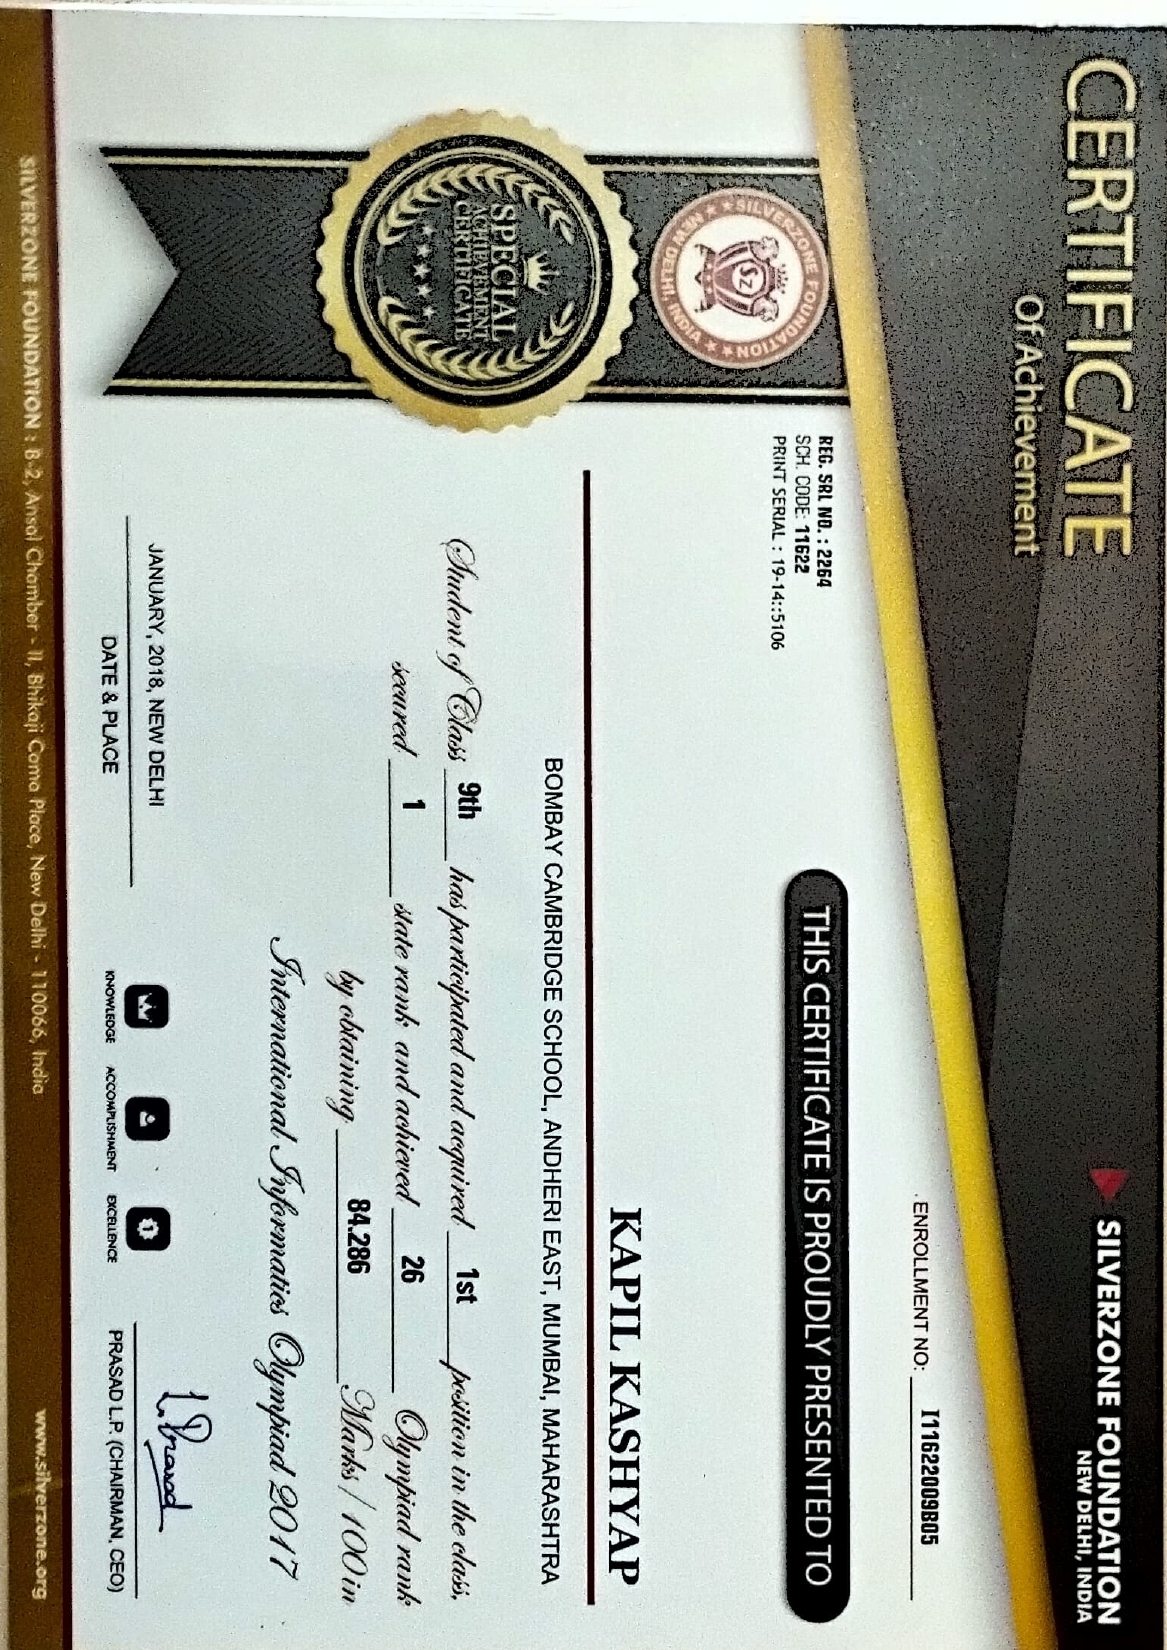 CERTIFICATE
Of Achievement
SILVERZONE FOUNDATION
NEW DELHI, INDIA
ENROLLMENT NO: I11622009B05
SILVERZONE FOUNDATION
NEW DELHI, INDIA
SZ
REG. SRL NO. : 2264
SCH. CODE: 11622
PRINT SERIAL : 19-14::5106
THIS CERTIFICATE IS PROUDLY PRESENTED TO
SPECIAL
ACHIEVEMENT
CERTIFICATE
KAPIL KASHYAP
BOMBAY CAMBRIDGE SCHOOL, ANDHERI EAST, MUMBAI, MAHARASHTRA
Student of Class 9th has participated and acquired 1st position in the class,
secured 1 state rank and achieved 26 Olympiad rank
by obtaining 84.286 Marks / 100 in
International Informatics Olympiad 2017
JANUARY, 2018, NEW DELHI
DATE & PLACE
KNOWLEDGE
ACCOMPLISHMENT
1
EXCELLENCE
L. Prasad
PRASAD L.P. (CHAIRMAN, CEO)
SILVERZONE FOUNDATION : B-2, Ansal Chamber - II, Bhikaji Cama Place, New Delhi - 110066, India
www.silverzone.org